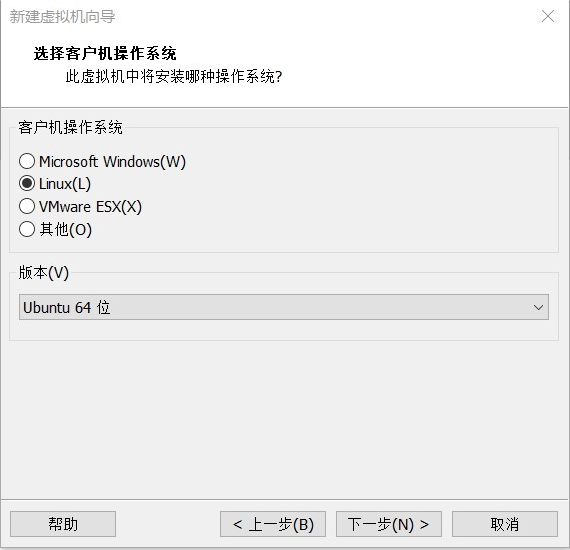 新建虚拟机向导
选择客户机操作系统
此虚拟机中将安装哪种操作系统?
客户机操作系统
Microsoft Windows(W)
Linux(L)
VMware ESX(X)
其他(O)
版本(V)
Ubuntu 64 位
帮助
< 上一步(B)
下一步(N) >
取消